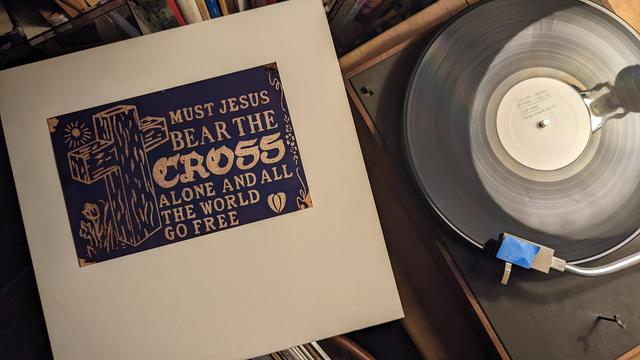 MUST JESUS
BEAR THE
CROSS
ALONE AND ALL
THE WORLD
GO FREE